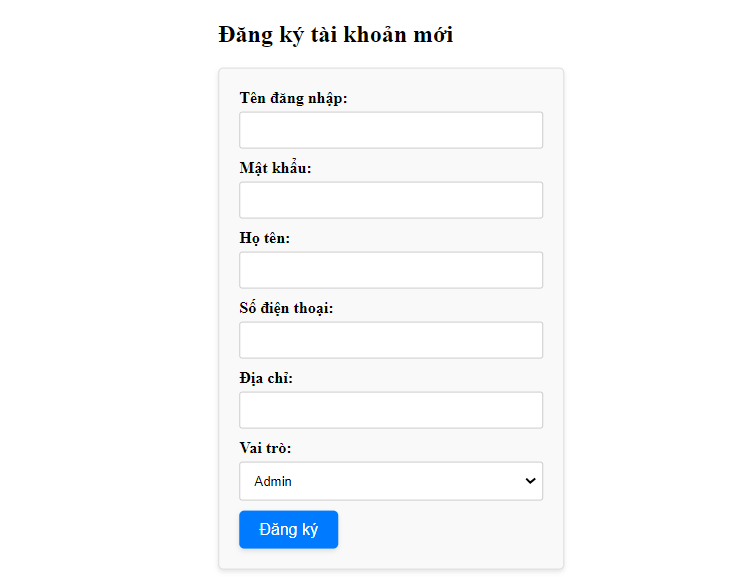 Đăng ký tài khoản mới
Tên đăng nhập:
Mật khẩu:
Họ tên:
Số điện thoại:
Địa chỉ:
Vai trò:
Admin
Đăng ký